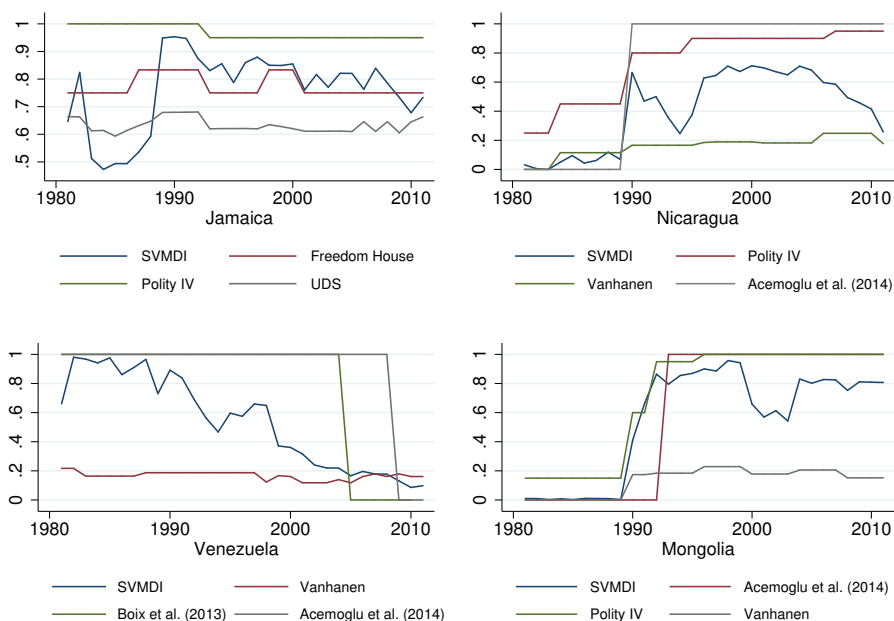 1
.9
.8
.7
.6
.5
1980 1990 2000 2010
Jamaica
SVMDI Freedom House
Polity IV UDS
1
.8
.6
.4
.2
0
1980 1990 2000 2010
Nicaragua
SVMDI Polity IV
Vanhanen Acemoglu et al. (2014)
1
.8
.6
.4
.2
0
1980 1990 2000 2010
Venezuela
SVMDI Vanhanen
Boix et al. (2013) Acemoglu et al. (2014)
1
.8
.6
.4
.2
0
1980 1990 2000 2010
Mongolia
SVMDI Acemoglu et al. (2014)
Polity IV Vanhanen